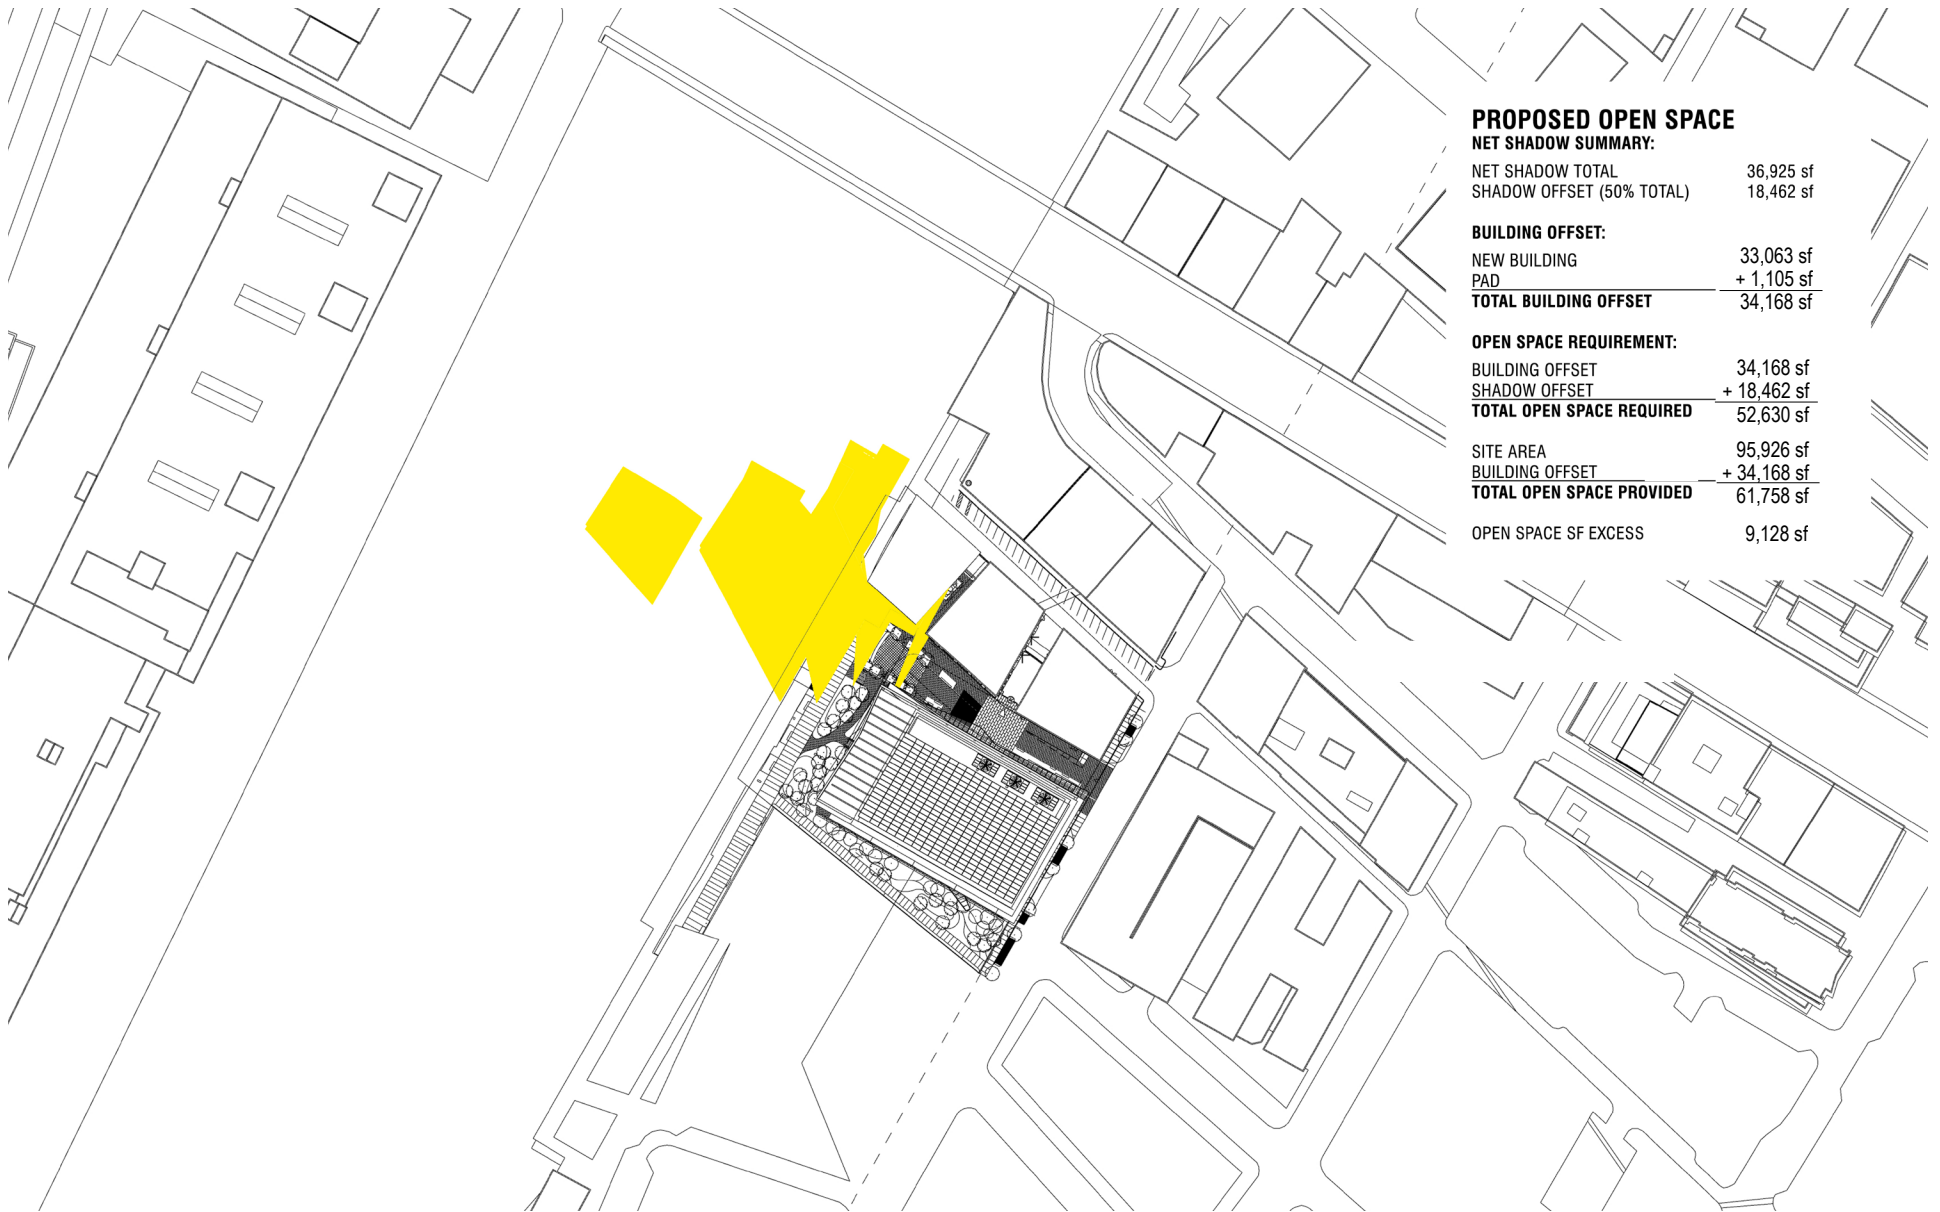 PROPOSED OPEN SPACE
NET SHADOW SUMMARY:
NET SHADOW TOTAL 36,925 sf
SHADOW OFFSET (50% TOTAL) 18,462 sf
BUILDING OFFSET:
NEW BUILDING 33,063 sf
PAD + 1,105 sf
TOTAL BUILDING OFFSET 34,168 sf
OPEN SPACE REQUIREMENT:
BUILDING OFFSET 34,168 sf
SHADOW OFFSET + 18,462 sf
TOTAL OPEN SPACE REQUIRED 52,630 sf
SITE AREA 95,926 sf
BUILDING OFFSET + 34,168 sf
TOTAL OPEN SPACE PROVIDED 61,758 sf
OPEN SPACE SF EXCESS 9,128 sf